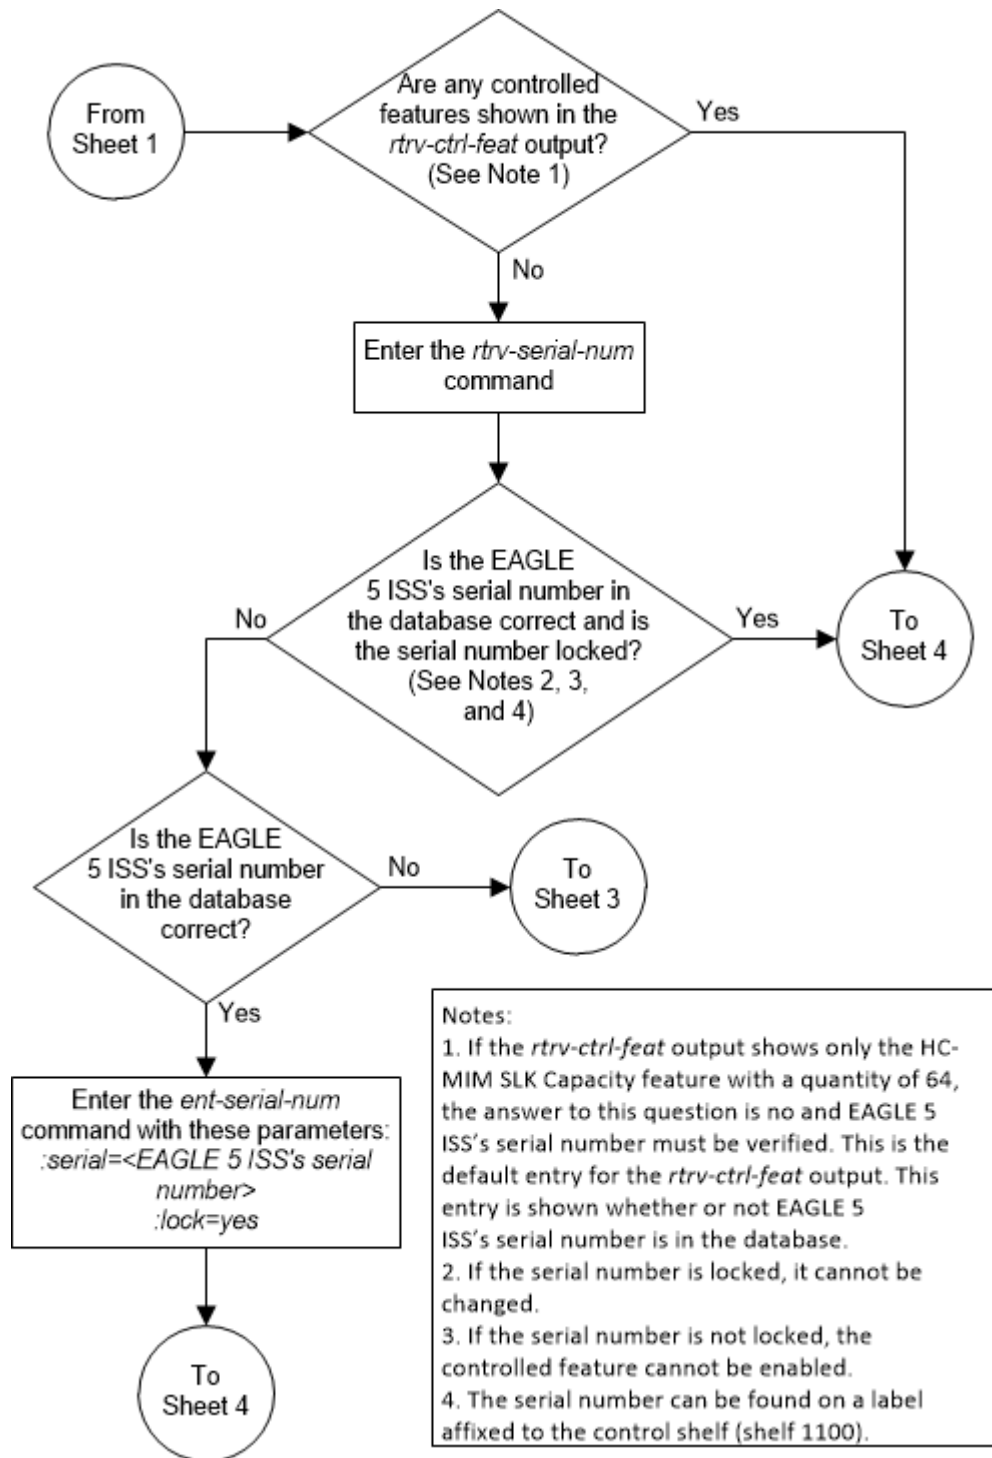 From
Sheet 1
Are any controlled
features shown in the
rtrv-ctrl-feat output?
(See Note 1)
Yes
No
Enter the rtrv-serial-num
command
Is the EAGLE
5 ISS's serial number in
the database correct and is
the serial number locked?
(See Notes 2, 3,
and 4)
No
Yes
To
Sheet 4
Is the EAGLE
5 ISS's serial number
in the database
correct?
No
To
Sheet 3
Yes
Enter the ent-serial-num
command with these parameters:
:serial=<EAGLE 5 ISS's serial
number>
:lock=yes
To
Sheet 4
Notes:
1. If the rtrv-ctrl-feat output shows only the HC-
MIM SLK Capacity feature with a quantity of 64,
the answer to this question is no and EAGLE 5
ISS's serial number must be verified. This is the
default entry for the rtrv-ctrl-feat output. This
entry is shown whether or not EAGLE 5
ISS's serial number is in the database.
2. If the serial number is locked, it cannot be
changed.
3. If the serial number is not locked, the
controlled feature cannot be enabled.
4. The serial number can be found on a label
affixed to the control shelf (shelf 1100).